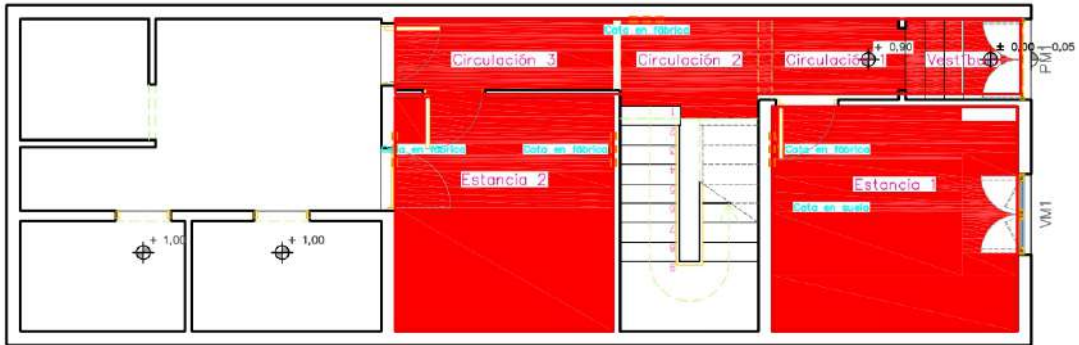 Cata en fábrica
± 0,00
-0,05
+ 0,90
PM1
Circulación 3
Circulación 2
Circulación 1
Vestíbulo
Cata en fábrica
Cata en fábrica
Cata en fábrica
Estancia 2
Estancia 1
Cata en suelo
VM1
+ 1,00
+ 1,00